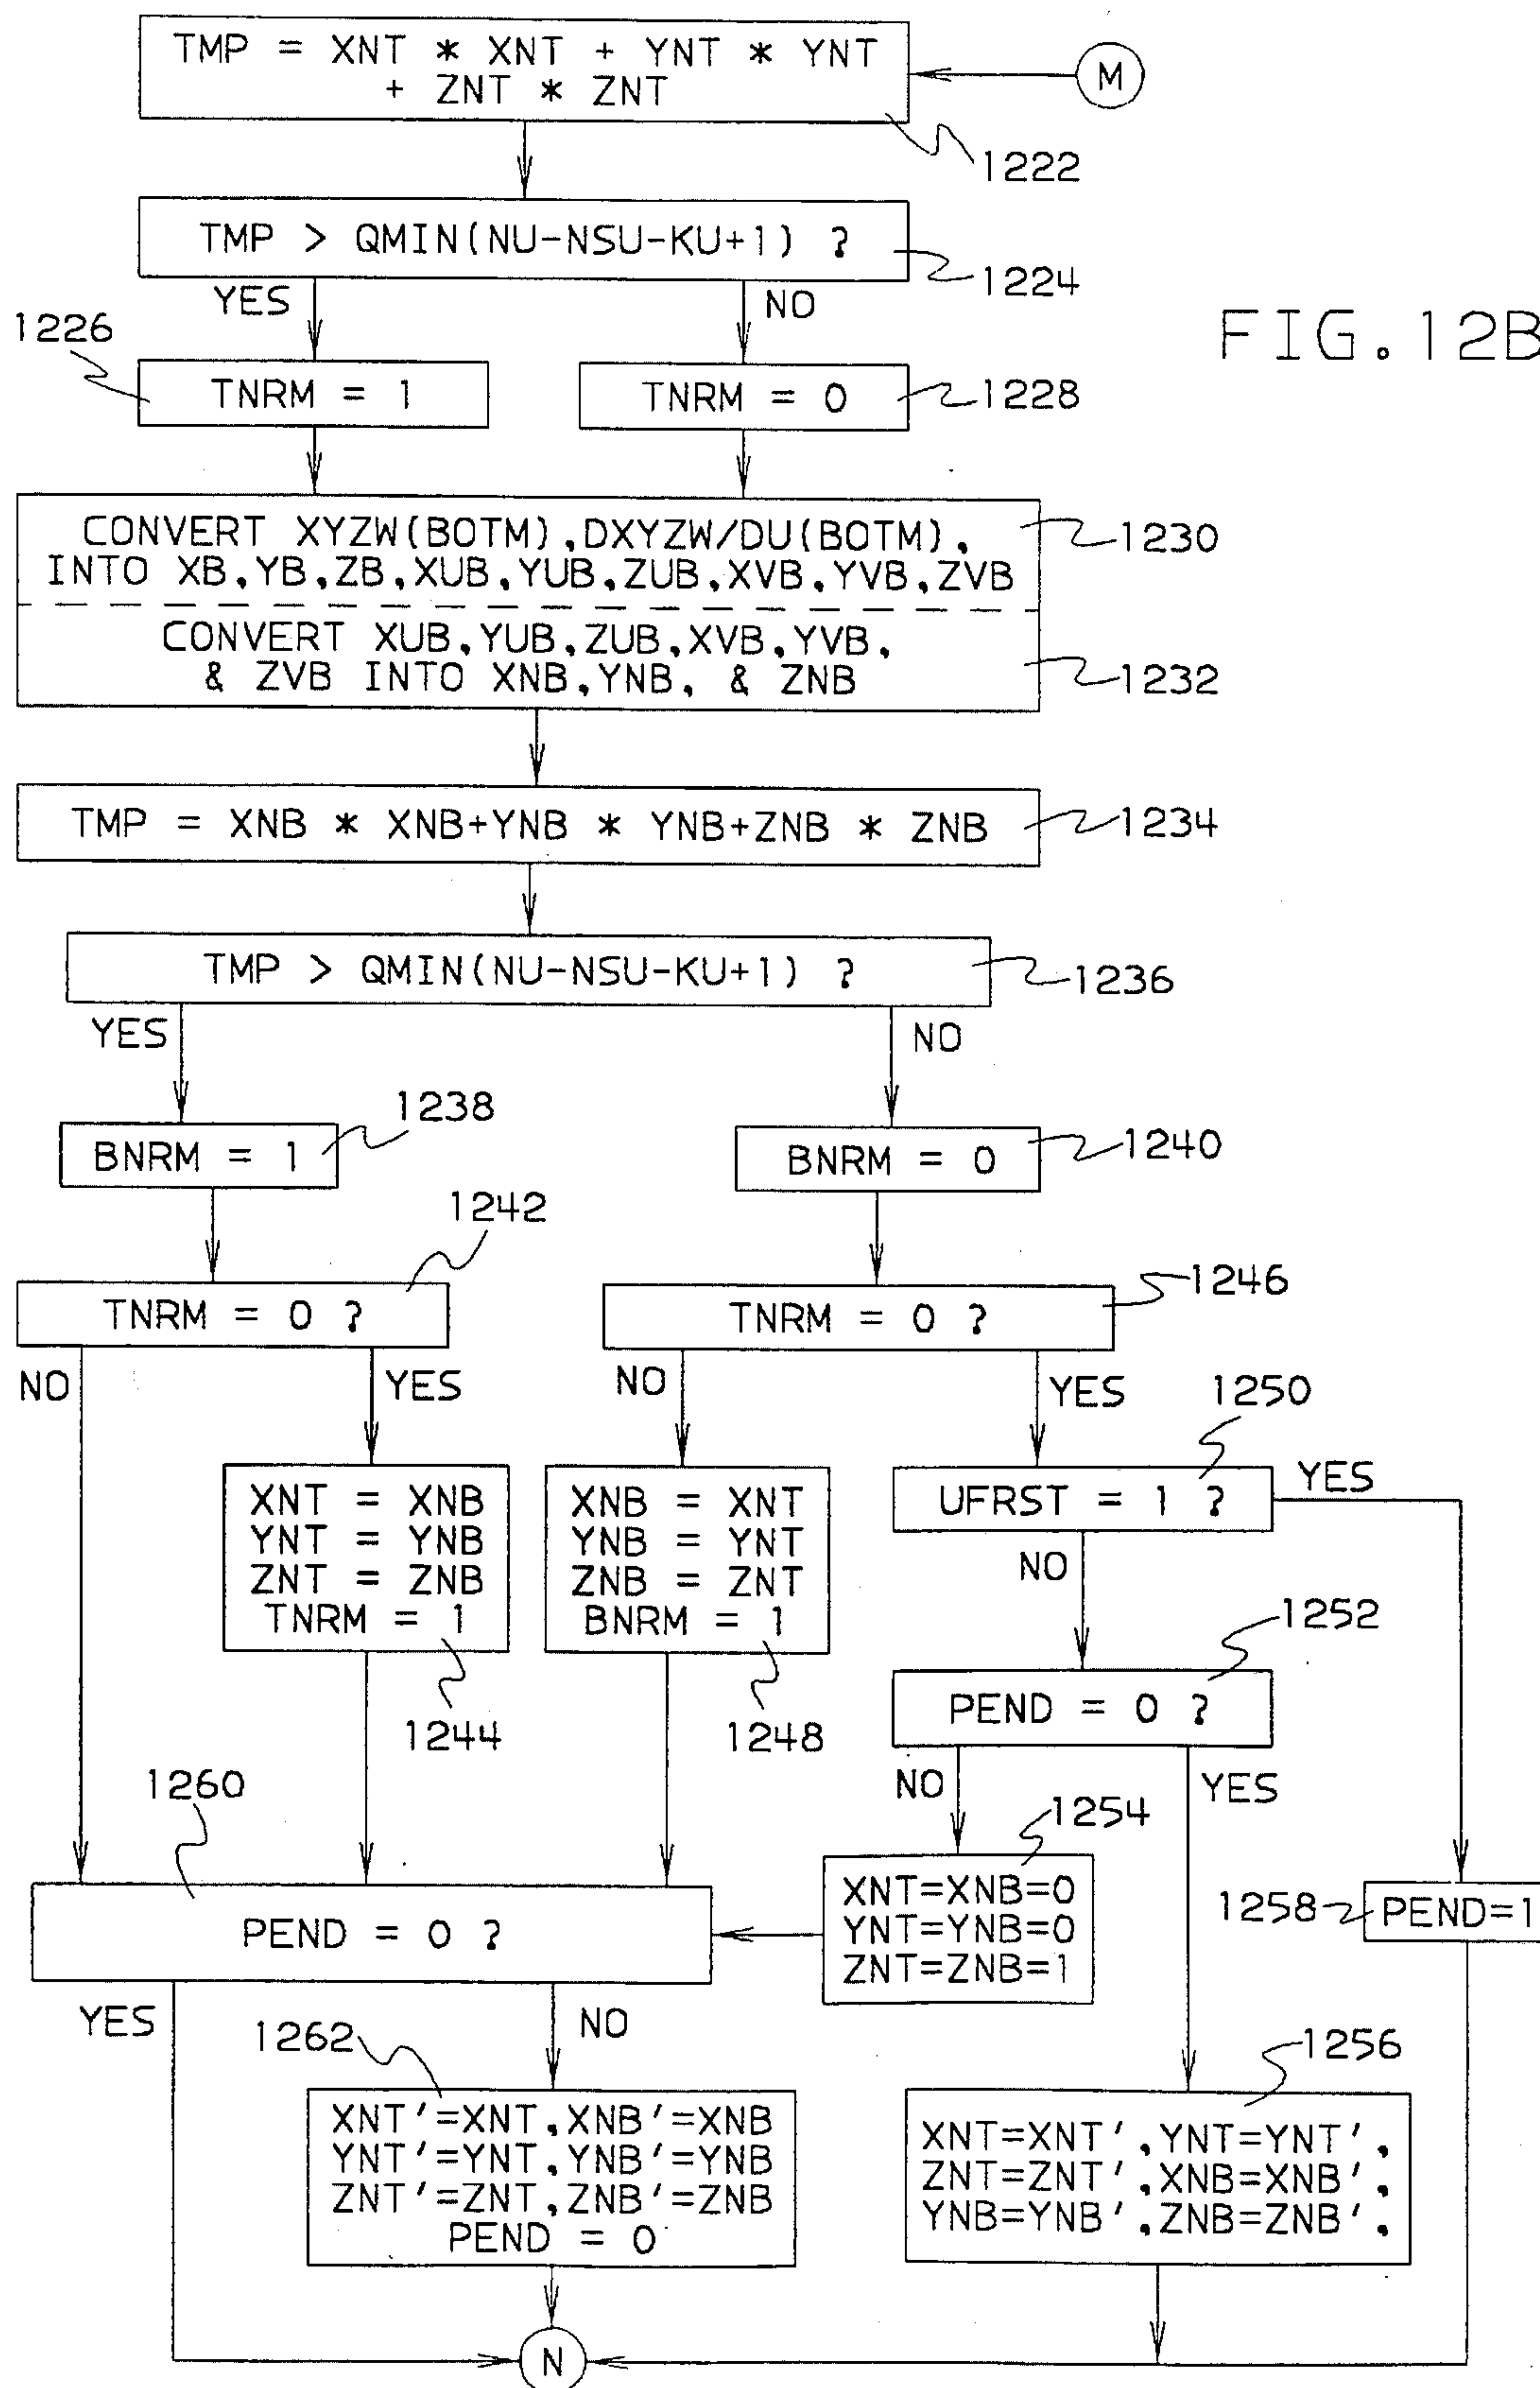 TMP = XNT * XNT + YNT * YNT
+ ZNT * ZNT
M
1222
TMP > QMIN(NU-NSU-KU+1) ?
1224
YES
NO
FIG. 12B
1226
TNRM = 1
TNRM = 0
1228
CONVERT XYZW(BOTM),DXYZW/DU(BOTM),
INTO XB,YB,ZB,XUB,YUB,ZUB,XVB,YVB,ZVB
1230
CONVERT XUB,YUB,ZUB,XVB,YVB,
& ZVB INTO XNB,YNB, & ZNB
1232
TMP = XNB * XNB+YNB * YNB+ZNB * ZNB
1234
TMP > QMIN(NU-NSU-KU+1) ?
1236
YES
NO
1238
BNRM = 1
1240
BNRM = 0
1242
TNRM = 0 ?
1246
TNRM = 0 ?
NO
YES
NO
YES
1250
XNT = XNB
YNT = YNB
ZNT = ZNB
TNRM = 1
1244
XNB = XNT
YNB = YNT
ZNB = ZNT
BNRM = 1
1248
UFRST = 1 ?
YES
NO
1252
PEND = 0 ?
NO
YES
1254
XNT=XNB=0
YNT=YNB=0
ZNT=ZNB=1
1258
PEND=1
1260
PEND = 0 ?
YES
NO
1262
XNT'=XNT,XNB'=XNB
YNT'=YNT,YNB'=YNB
ZNT'=ZNT,ZNB'=ZNB
PEND = 0
1256
XNT=XNT',YNT=YNT',
ZNT=ZNT',XNB=XNB',
YNB=YNB',ZNB=ZNB',
N